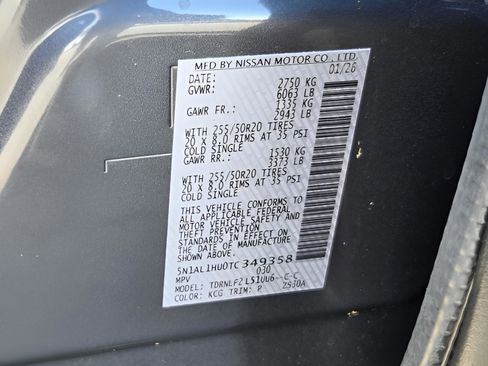 MFD BY NISSAN MOTOR CO., LTD.
DATE: 01/26
GVWR: 2750 KG
6063 LB
GAWR FR.: 1335 KG
2943 LB
WITH 255/50R20 TIRES
20 X 8.0 RIMS AT 35 PSI
COLD SINGLE
GAWR RR.: 1530 KG
3373 LB
WITH 255/50R20 TIRES
20 X 8.0 RIMS AT 35 PSI
COLD SINGLE
THIS VEHICLE CONFORMS TO
ALL APPLICABLE FEDERAL
MOTOR VEHICLE SAFETY AND
THEFT PREVENTION
STANDARDS IN EFFECT ON
THE DATE OF MANUFACTURE
SHOWN ABOVE.
5N1AL1HU0TC349358
MPV 030
MODEL: TDRNLF2
COLOR: KCG TRIM: P